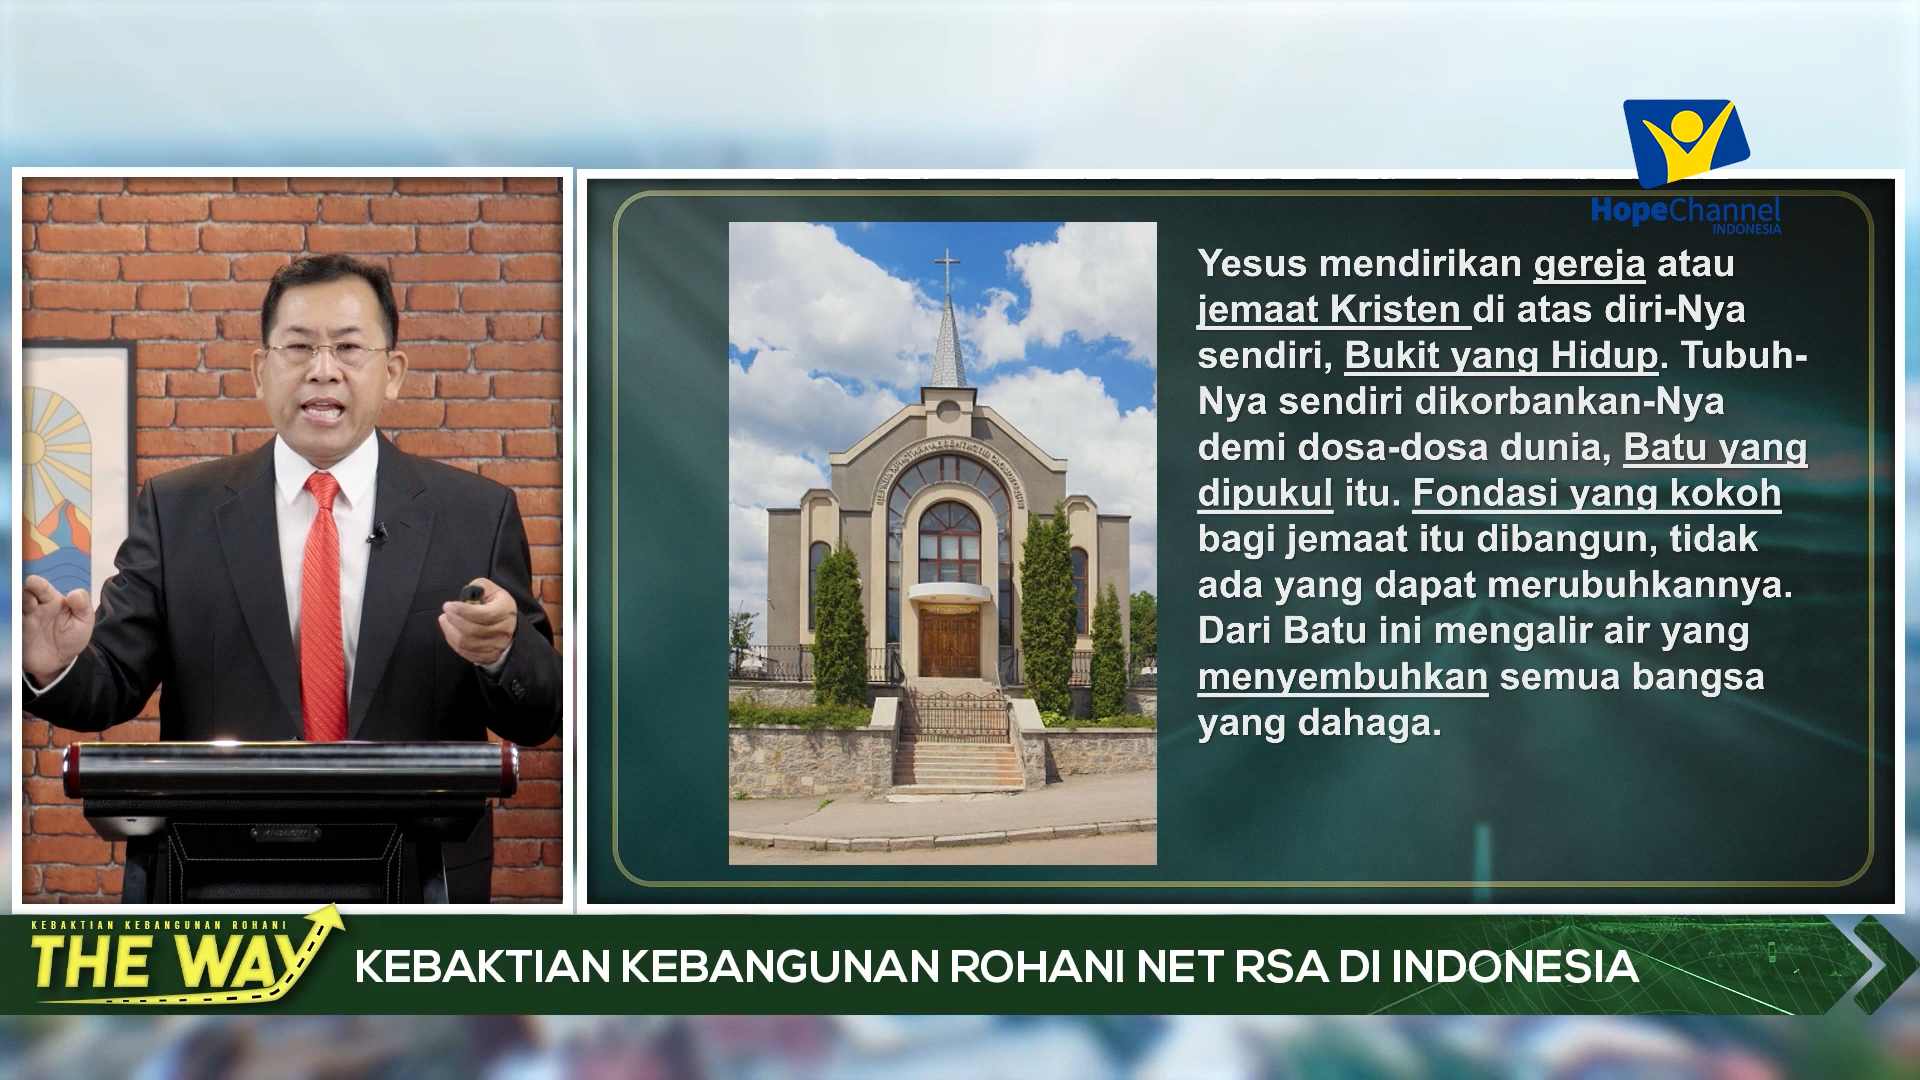 HopeChannel
INDONESIA
Yesus mendirikan gereja atau
jemaat Kristen di atas diri-Nya
sendiri, Bukit yang Hidup. Tubuh-
Nya sendiri dikorbankan-Nya
demi dosa-dosa dunia, Batu yang
dipukul itu. Fondasi yang kokoh
bagi jemaat itu dibangun, tidak
ada yang dapat merubuhkannya.
Dari Batu ini mengalir air yang
menyembuhkan semua bangsa
yang dahaga.
KEBAKTIAN KEBANGUNAN ROHANI
THE WAY
KEBAKTIAN KEBANGUNAN ROHANI NET RSA DI INDONESIA